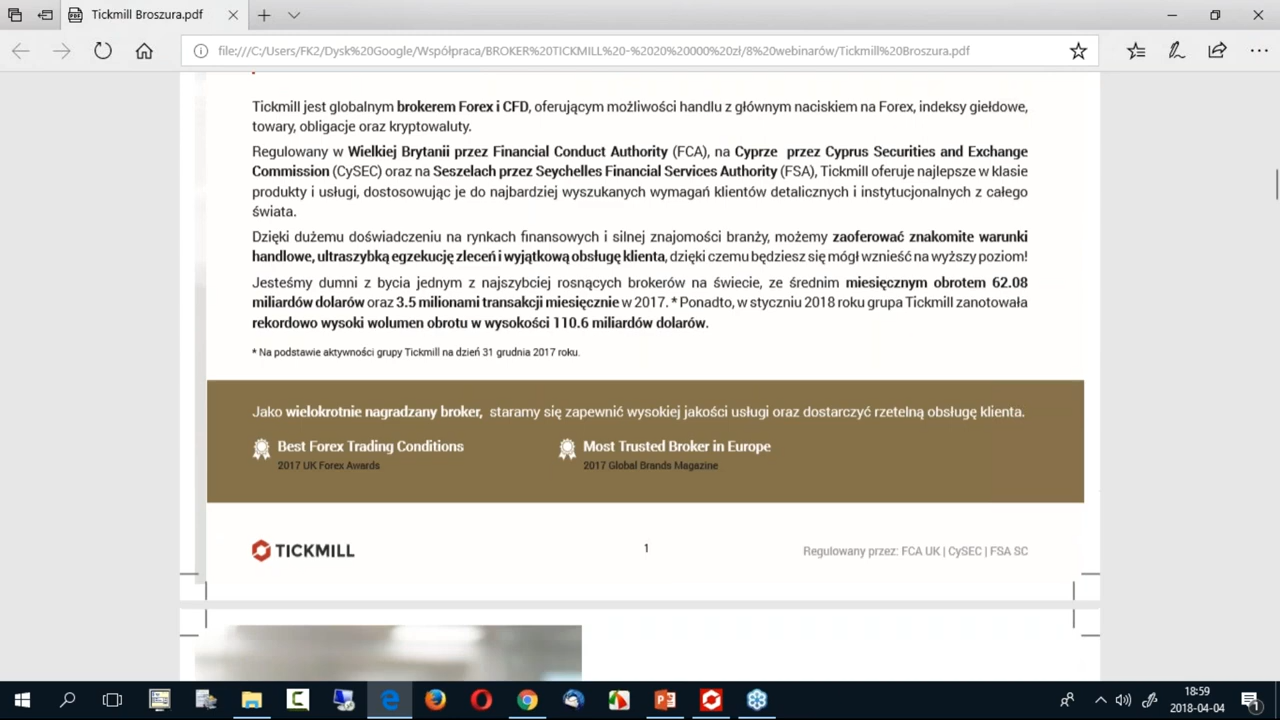 Tickmill Broszura.pdf
file:///C:/Users/FK2/Dysk%20Google/Współpraca/BROKER%20TICKMILL%20-%2020%20000%20zł/8%20webinarów/Tickmill%20Broszura.pdf
Tickmill jest globalnym brokerem Forex i CFD, oferującym możliwości handlu z głównym naciskiem na Forex, indeksy giełdowe,
towary, obligacje oraz kryptowaluty.
Regulowany w Wielkiej Brytanii przez Financial Conduct Authority (FCA), na Cyprze przez Cyprus Securities and Exchange
Commission (CySEC) oraz na Seszelach przez Seychelles Financial Services Authority (FSA), Tickmill oferuje najlepsze w klasie
produkty i usługi, dostosowując je do najbardziej wyszukanych wymagań klientów detalicznych i instytucjonalnych z całego
świata.
Dzięki dużemu doświadczeniu na rynkach finansowych i silnej znajomości branży, możemy zaoferować znakomite warunki
handlowe, ultraszybką egzekucję zleceń i wyjątkową obsługę klienta, dzięki czemu będziesz się mógł wznieść na wyższy poziom!
Jesteśmy dumni z bycia jednym z najszybciej rosnących brokerów na świecie, ze średnim miesięcznym obrotem 62.08
miliardów dolarów oraz 3.5 milionami transakcji miesięcznie w 2017. * Ponadto, w styczniu 2018 roku grupa Tickmill zanotowała
rekordowo wysoki wolumen obrotu w wysokości 110.6 miliardów dolarów.
* Na podstawie aktywności grupy Tickmill na dzień 31 grudnia 2017 roku.
Jako wielokrotnie nagradzany broker, staramy się zapewnić wysokiej jakości usługi oraz dostarczyć rzetelną obsługę klienta.
Best Forex Trading Conditions
2017 UK Forex Awards
Most Trusted Broker in Europe
2017 Global Brands Magazine
TICKMILL
1
Regulowany przez: FCA UK | CySEC | FSA SC
18:59
2018-04-04
1